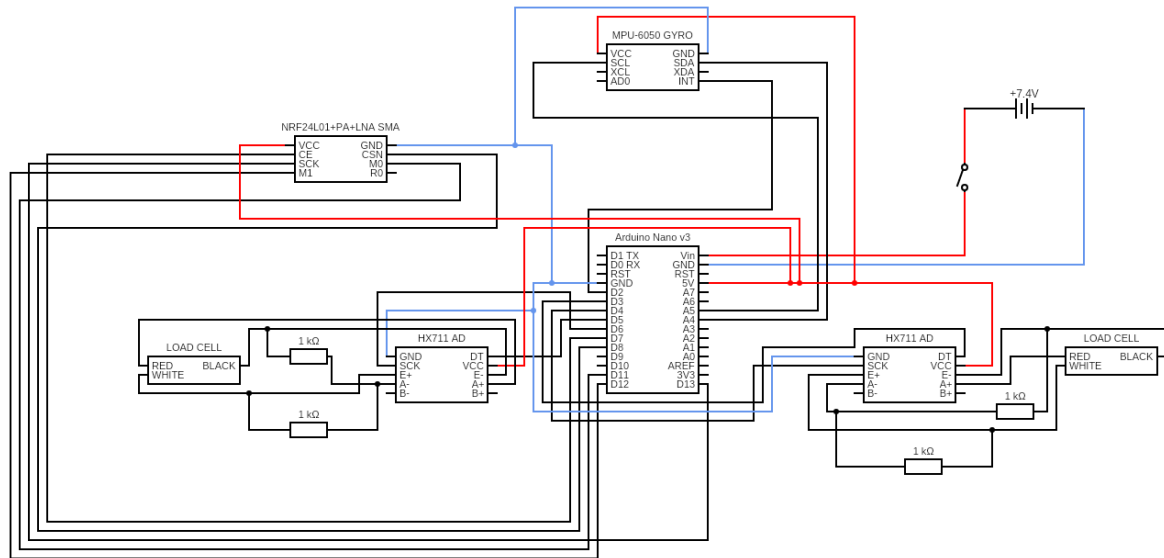 MPU-6050 GYRO
VCC GND
SCL SDA
XCL XDA
AD0 INT
+7.4V
NRF24L01+PA+LNA SMA
VCC GND
CE CSN
SCK M0
M1 R0
Arduino Nano v3
D1 TX Vin
D0 RX GND
RST RST
GND 5V
D2 A7
D3 A6
D4 A5
D5 A4
D6 A3
D7 A2
D8 A1
D9 A0
D10 AREF
D11 3V3
D12 D13
LOAD CELL
RED BLACK
WHITE
1 kΩ
1 kΩ
HX711 AD
GND DT
SCK VCC
E+ E-
A- A+
B- B+
HX711 AD
GND DT
SCK VCC
E+ E-
A- A+
B- B+
LOAD CELL
RED BLACK
WHITE
1 kΩ
1 kΩ